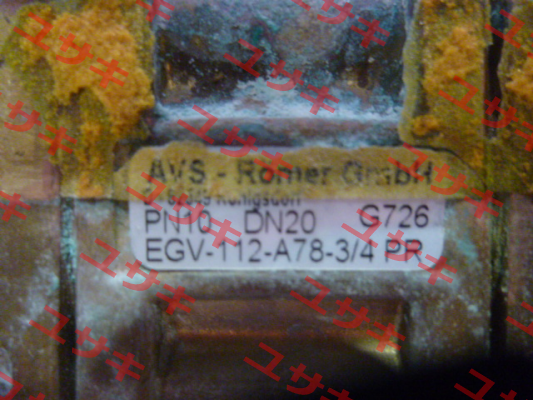 AVS - Römer GmbH
PN10 DN20 G726
EGV-112-A78-3/4 PR
ユサキ